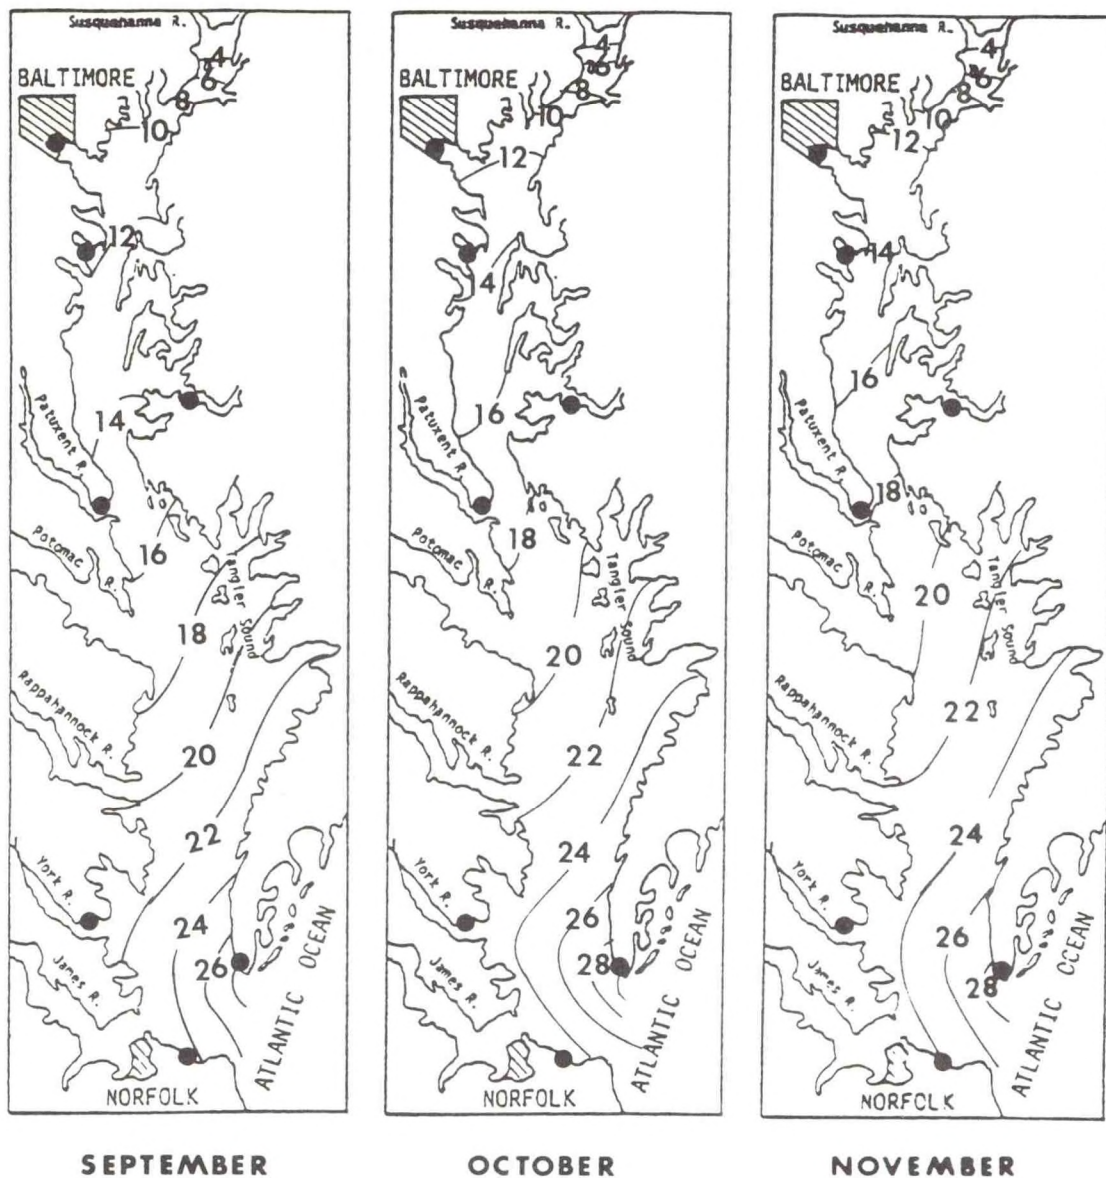 Susquehanna R.
4
6
8
BALTIMORE
10
12
14
Patuxent R.
16
Potomac R.
Tangier Sound
18
Rappahannock R.
20
22
York R.
24
26
James R.
ATLANTIC OCEAN
NORFOLK
SEPTEMBER
Susquehanna R.
4
6
8
BALTIMORE
10
12
14
16
Patuxent R.
18
Potomac R.
Tangier Sound
20
Rappahannock R.
22
24
26
York R.
28
James R.
ATLANTIC OCEAN
NORFOLK
OCTOBER
Susquehanna R.
4
6
8
BALTIMORE
10
12
14
16
Patuxent R.
18
Potomac R.
20
Tangier Sound
22
Rappahannock R.
24
York R.
26
28
James R.
ATLANTIC OCEAN
NORFOLK
NOVEMBER